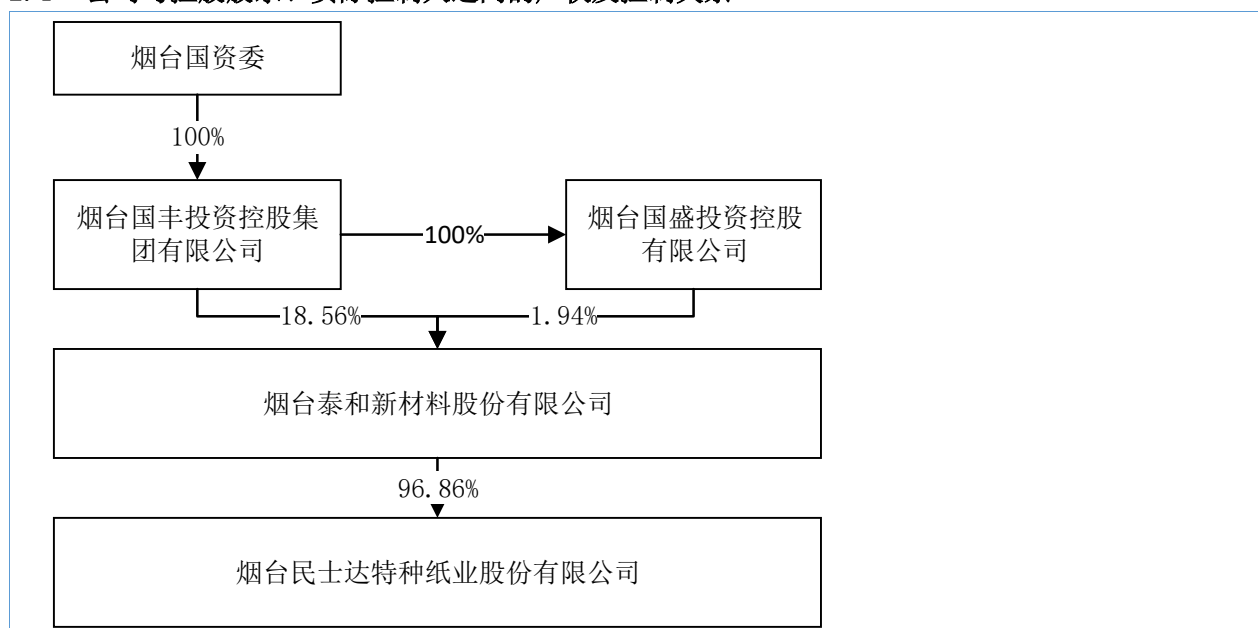 烟台国资委
100%
烟台国丰投资控股集
团有限公司
100%
烟台国盛投资控股
有限公司
18.56%
1.94%
烟台泰和新材料股份有限公司
96.86%
烟台民士达特种纸业股份有限公司